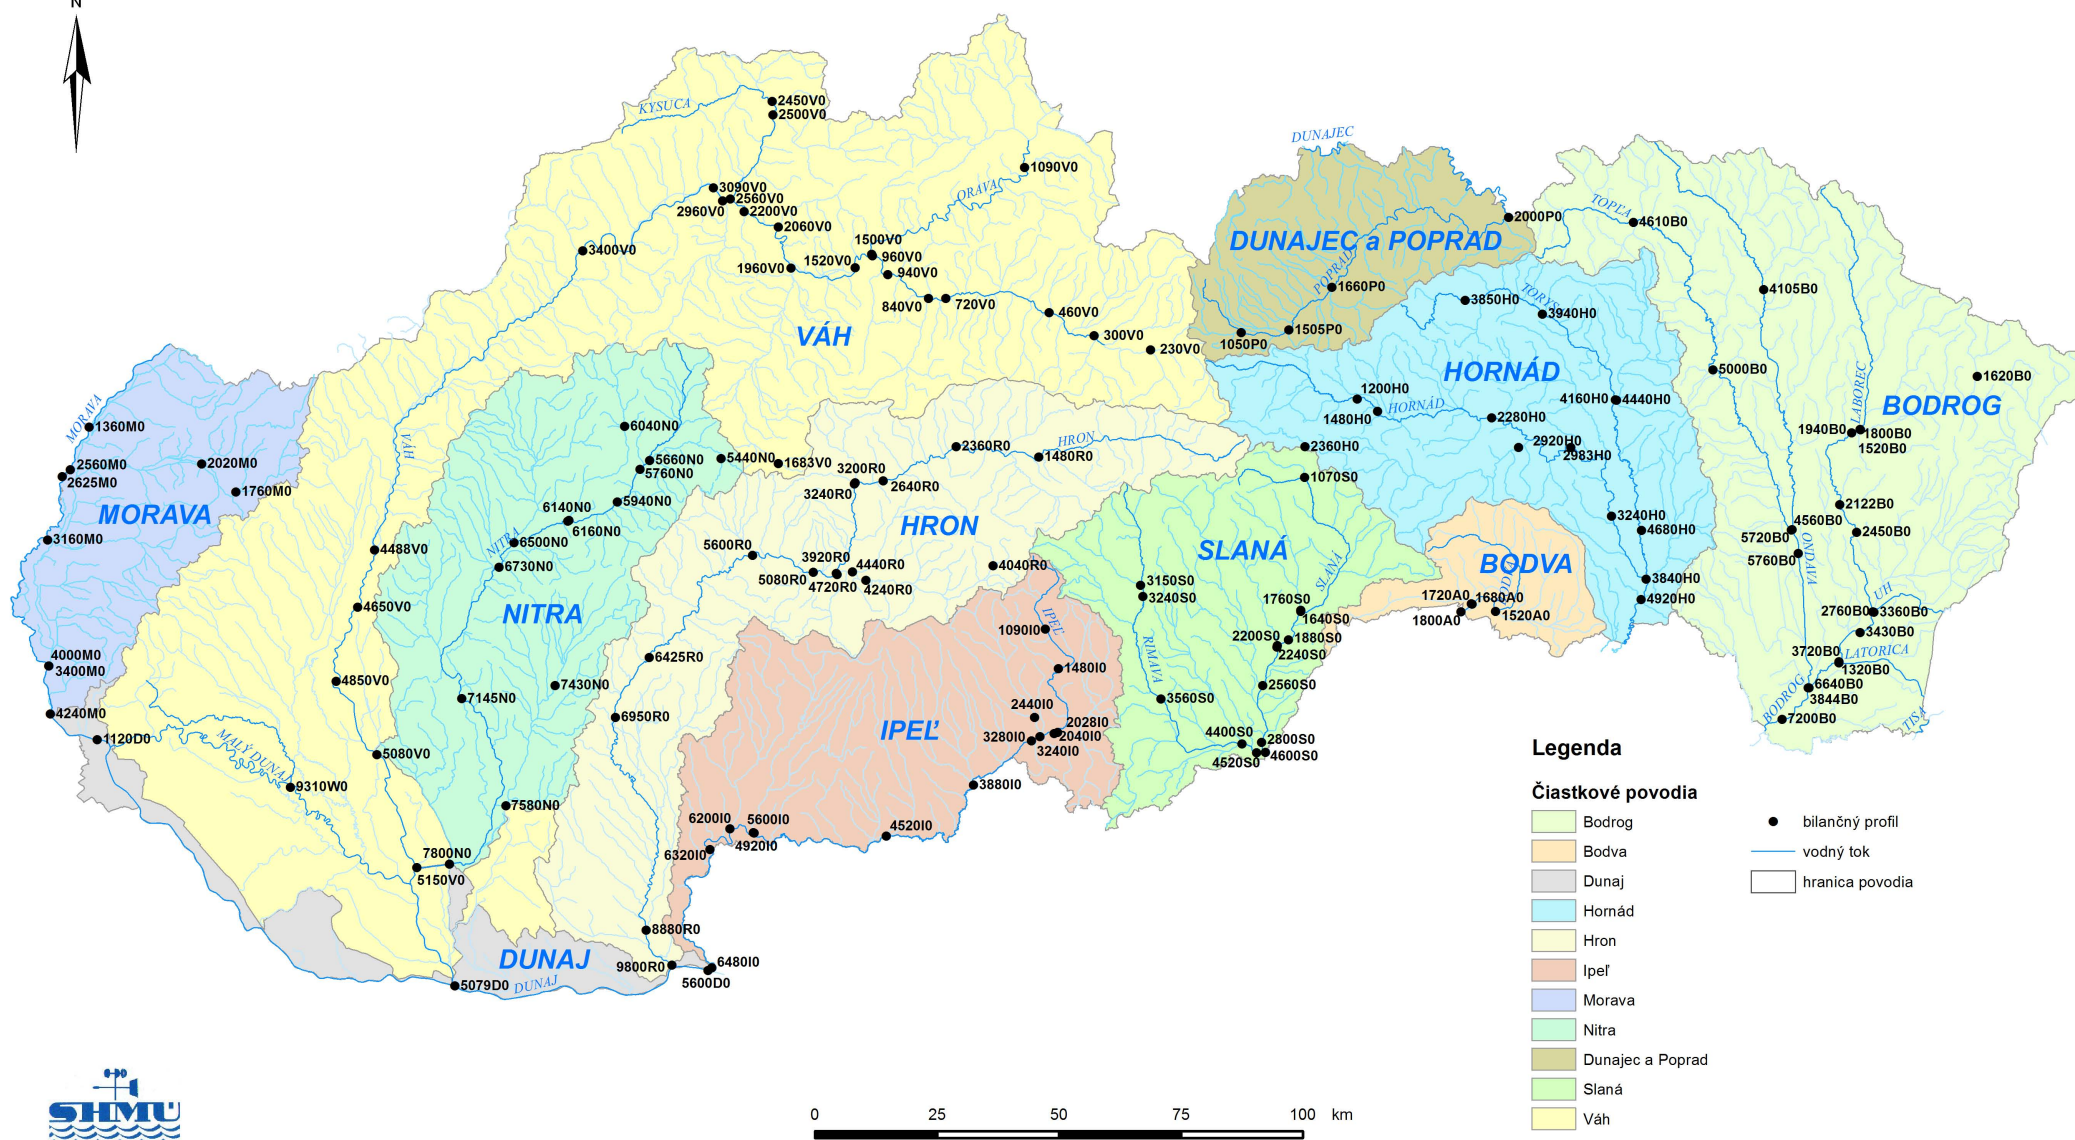 N
KYSUCA
2450V0
2500V0
ORAVA
1090V0
3090V0
2560V0
2960V0
2200V0
2060V0
3400V0
1500V0
1520V0
960V0
1960V0
940V0
840V0
720V0
460V0
300V0
230V0
VÁH
VÁH
DUNAJEC
2000P0
DUNAJEC a POPRAD
POPRAD
1660P0
1505P0
1050P0
TOPĽA
4610B0
4105B0
5000B0
LABOREC
1620B0
BODROG
1940B0
1800B0
1520B0
2122B0
4560B0
5720B0
2450B0
5760B0
ONDAVA
UH
2760B0
3360B0
3430B0
3720B0
LATORICA
1320B0
6640B0
3844B0
BODROG
7200B0
TISA
3850H0
TORYSA
3940H0
HORNÁD
1200H0
4160H0
4440H0
1480H0
HORNÁD
2280H0
2360H0
2920H0
2983H0
3240H0
4680H0
3840H0
4920H0
BODVA
BODVA
1720A0
1680A0
1800A0
1520A0
1070S0
SLANÁ
SLANÁ
3150S0
3240S0
1760S0
1640S0
2200S0
1880S0
2240S0
RIMAVA
2560S0
3560S0
4400S0
2800S0
4520S0
4600S0
MORAVA
1360M0
2560M0
2625M0
2020M0
1760M0
MORAVA
3160M0
4000M0
3400M0
4240M0
1120D0
MALÝ DUNAJ
9310W0
4488V0
4650V0
4850V0
5080V0
5150V0
6040N0
5660N0
5440N0
1683V0
5760N0
5940N0
6140N0
6160N0
NITRA
6500N0
6730N0
NITRA
7145N0
7430N0
7580N0
7800N0
2360R0
HRON
1480R0
3200R0
3240R0
2640R0
HRON
5600R0
3920R0
4440R0
4040R0
5080R0
4720R0
4240R0
6425R0
6950R0
8880R0
9800R0
IPEĽ
1090I0
1480I0
IPEĽ
2440I0
2028I0
2040I0
3280I0
3240I0
3880I0
6200I0
5600I0
4520I0
4920I0
6320I0
6480I0
5600D0
DUNAJ
DUNAJ
5079D0
Legenda
Čiastkové povodia
Bodrog
Bodva
Dunaj
Hornád
Hron
Ipeľ
Morava
Nitra
Dunajec a Poprad
Slaná
Váh
bilančný profil
vodný tok
hranica povodia
SHMÚ
0 25 50 75 100 km